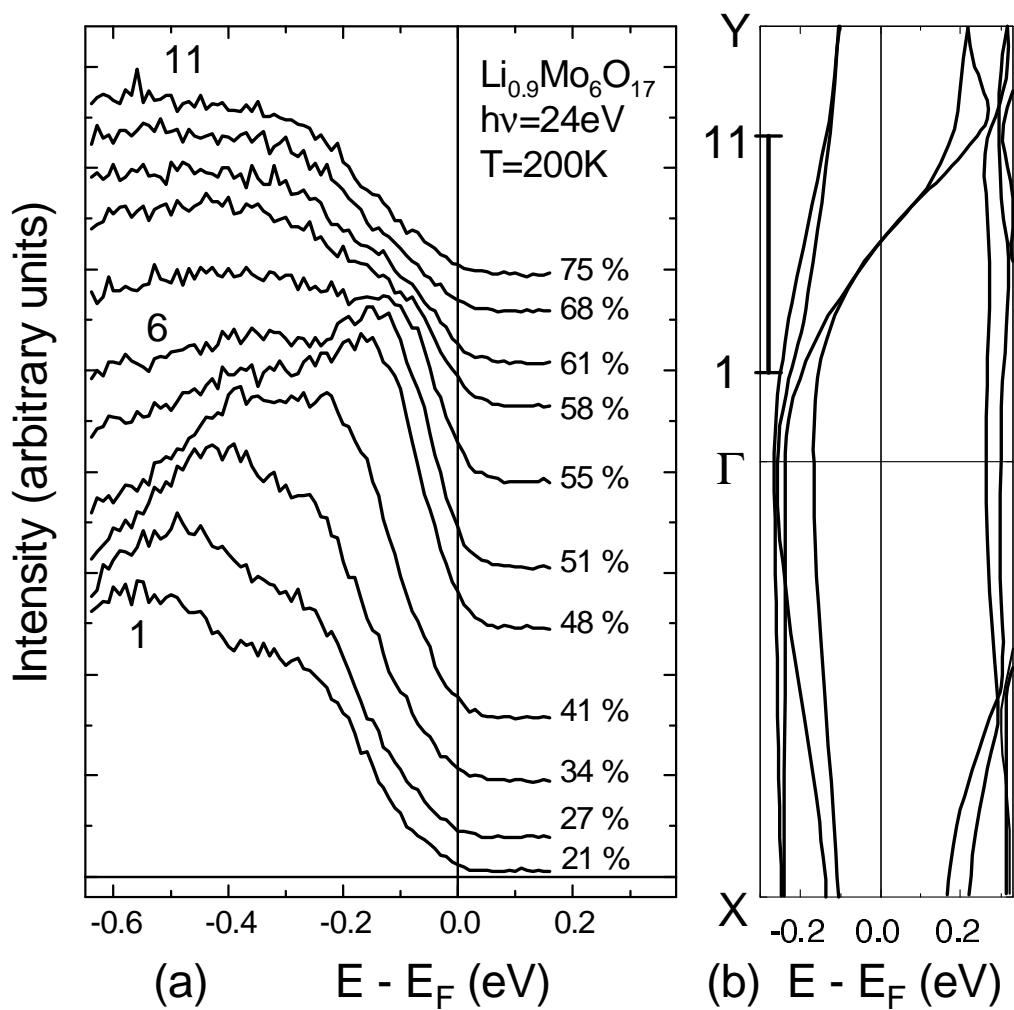 Intensity (arbitrary units)
11
6
1
Li0.9Mo6O17
hν=24eV
T=200K
75 %
68 %
61 %
58 %
55 %
51 %
48 %
41 %
34 %
27 %
21 %
-0.6 -0.4 -0.2 0.0 0.2
(a) E - EF (eV)
Y
11
1
Γ
X
-0.2 0.0 0.2
(b) E - EF (eV)